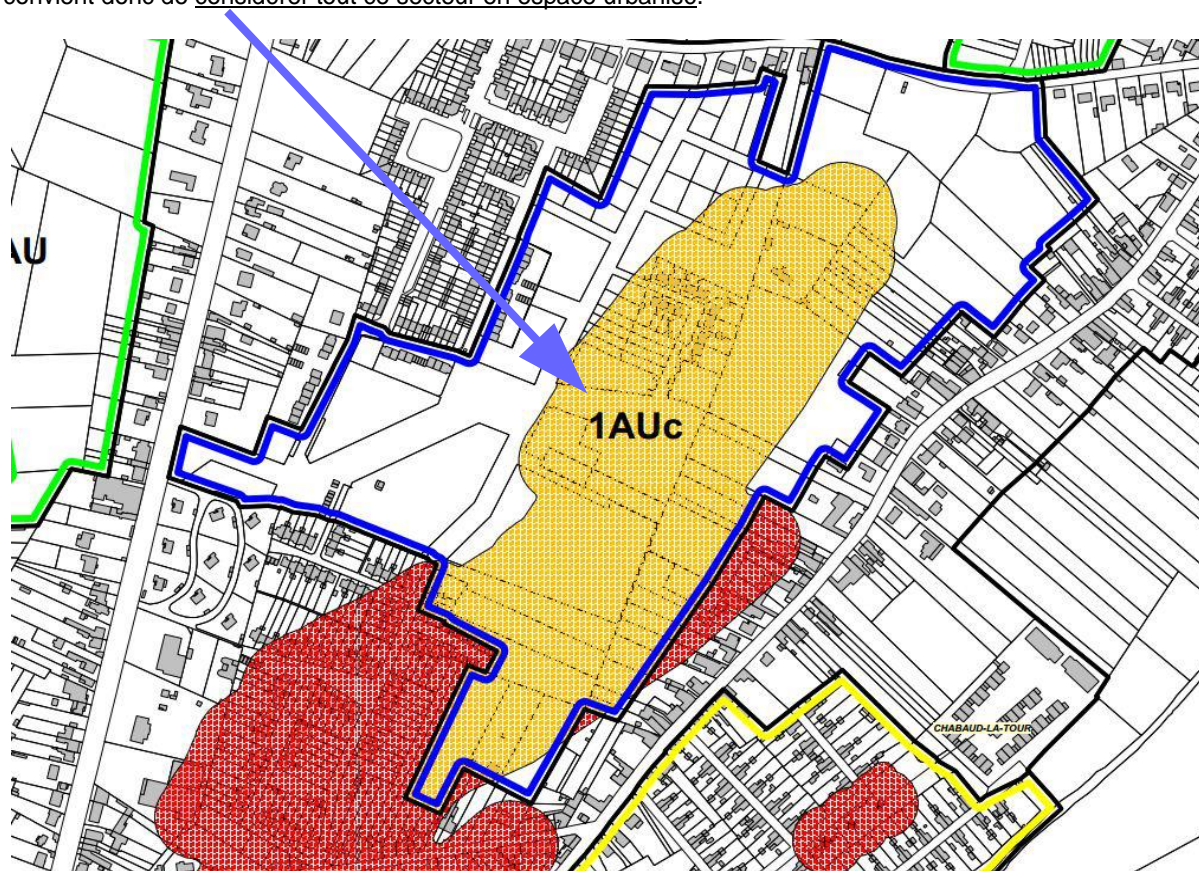 convient donc de considérer tout ce secteur en espace urbanisé.
AU
1AUc
CHABAUD-LA-TOUR